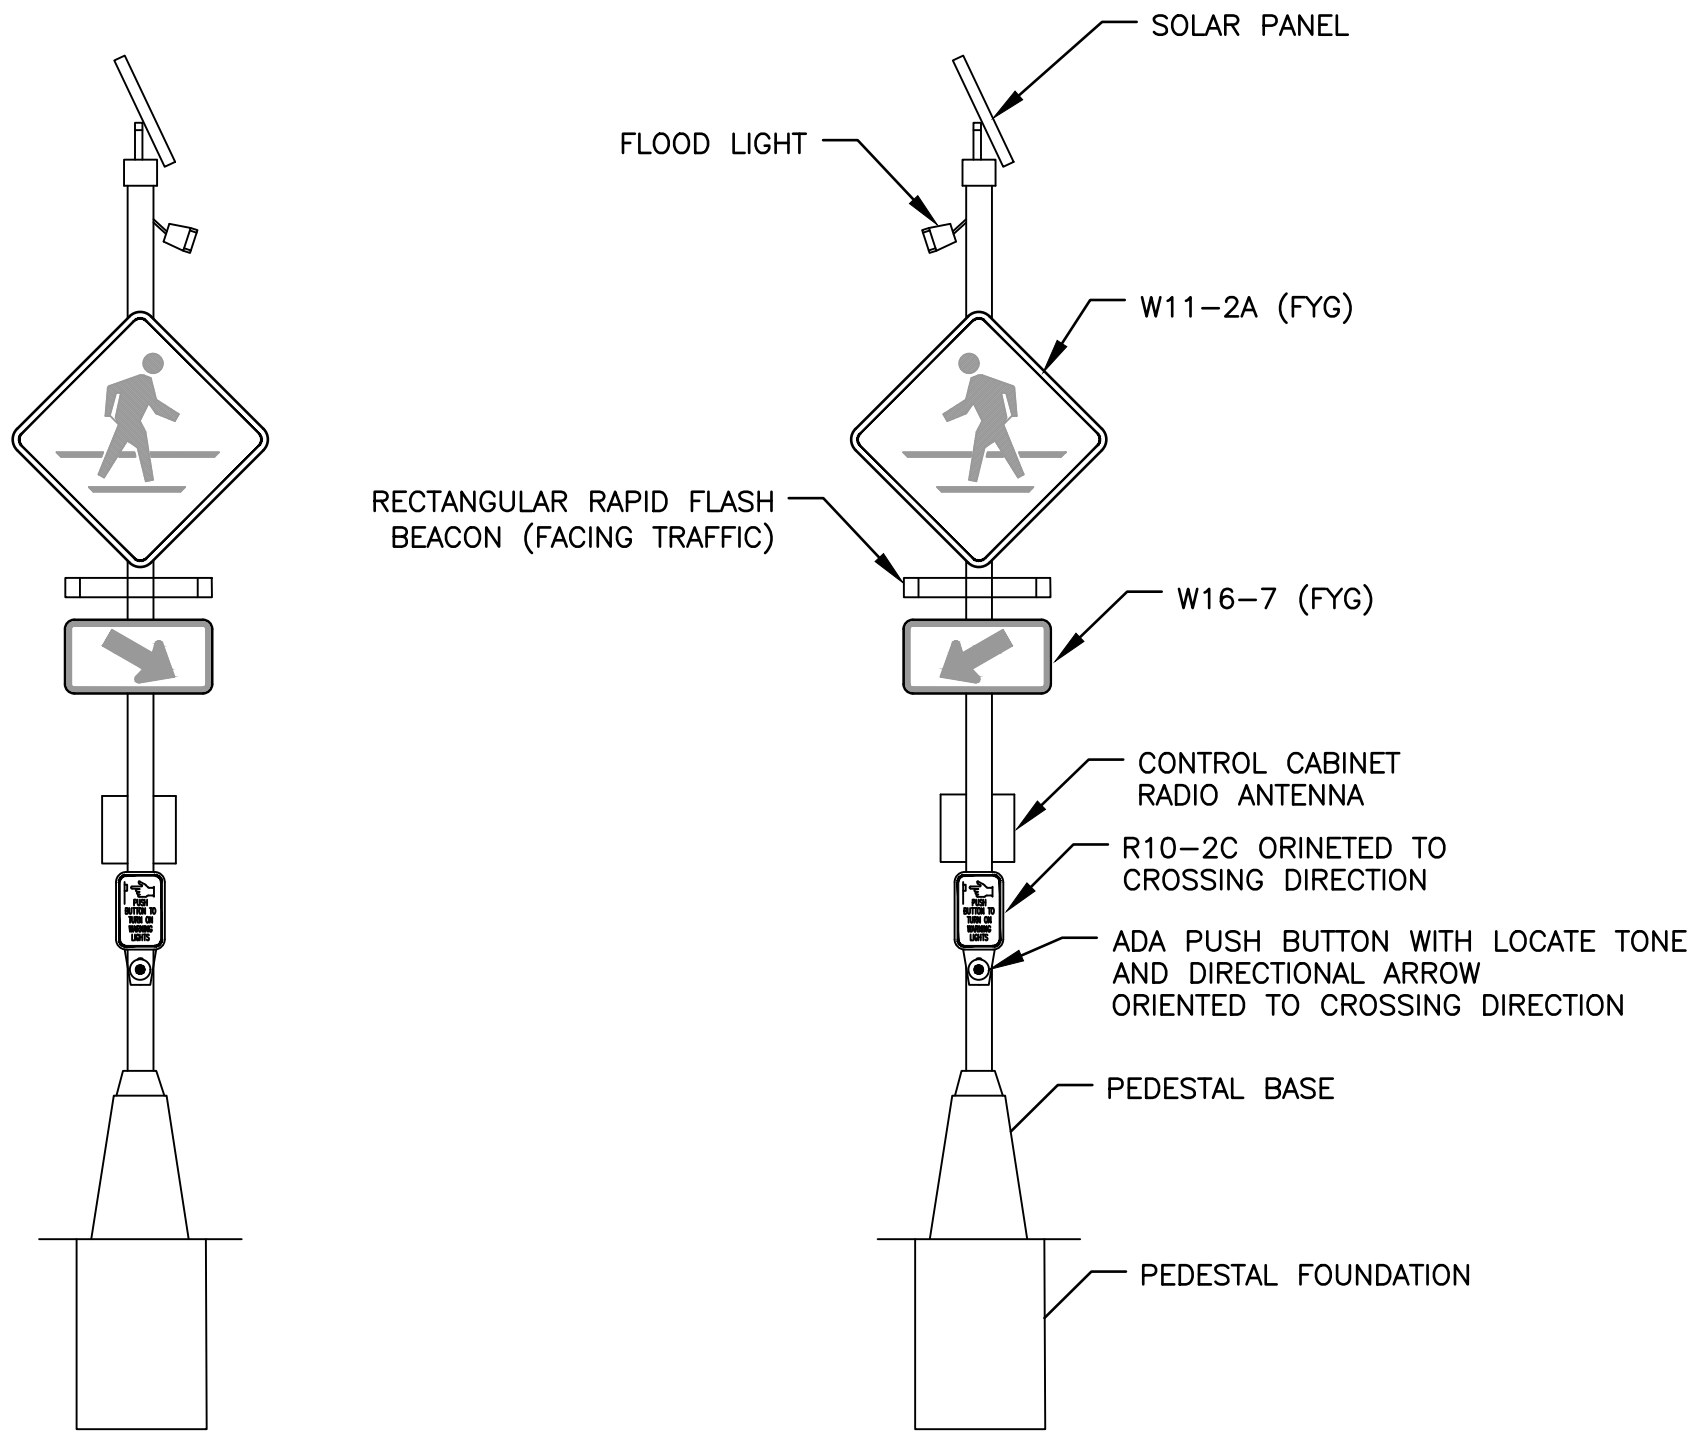 SOLAR PANEL
FLOOD LIGHT
W11-2A (FYG)
RECTANGULAR RAPID FLASH
BEACON (FACING TRAFFIC)
W16-7 (FYG)
CONTROL CABINET
RADIO ANTENNA
R10-2C ORINETED TO
CROSSING DIRECTION
PUSH
BUTTON TO
TURN ON
WARNING
LIGHTS
PUSH
BUTTON TO
TURN ON
WARNING
LIGHTS
ADA PUSH BUTTON WITH LOCATE TONE
AND DIRECTIONAL ARROW
ORIENTED TO CROSSING DIRECTION
PEDESTAL BASE
PEDESTAL FOUNDATION